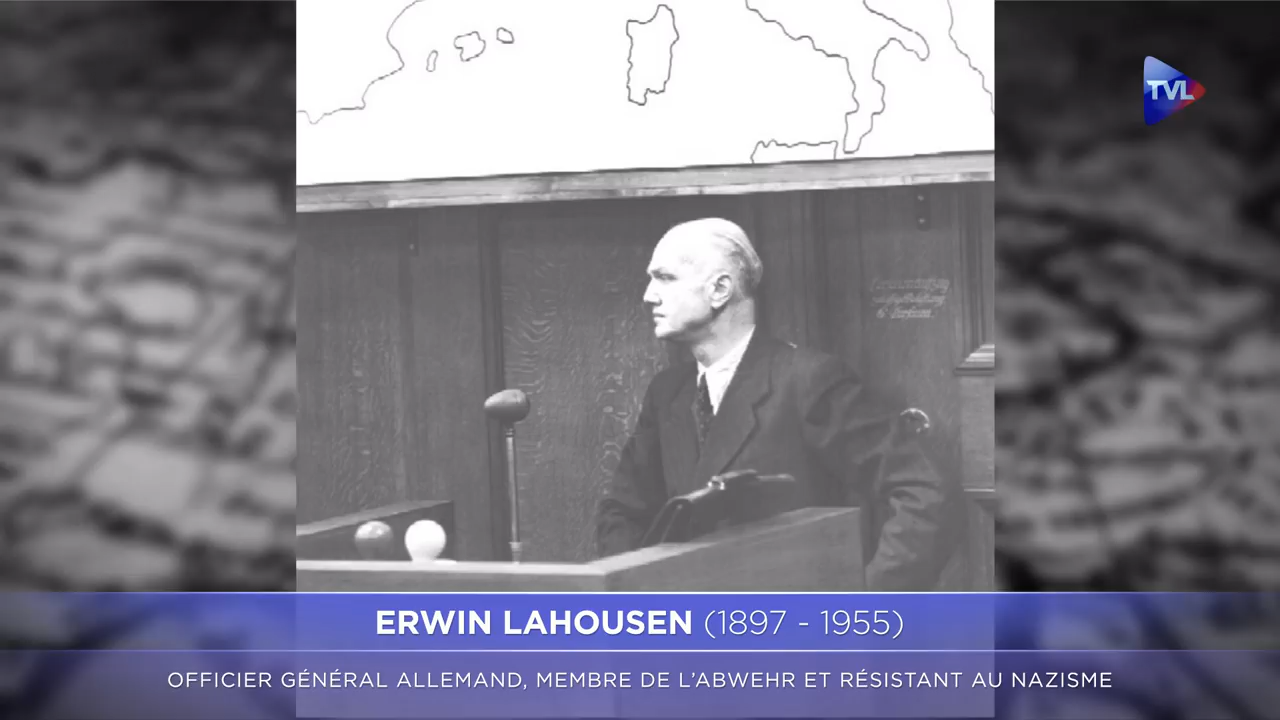 TVL
ERWIN LAHOUSEN (1897 - 1955)
OFFICIER GÉNÉRAL ALLEMAND, MEMBRE DE L'ABWEHR ET RÉSISTANT AU NAZISME